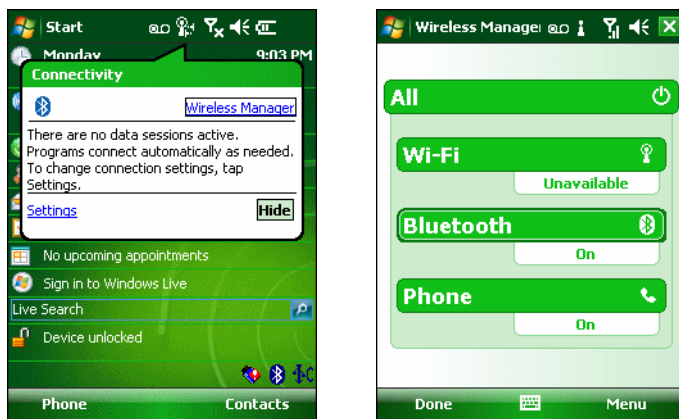 Start
Monday 9:03 PM
Connectivity
Wireless Manager
There are no data sessions active.
Programs connect automatically as needed.
To change connection settings, tap
Settings.
Settings Hide
No upcoming appointments
Sign in to Windows Live
Live Search
Device unlocked
Phone Contacts
Wireless Manage
All
Wi-Fi
Unavailable
Bluetooth
On
Phone
On
Done Menu